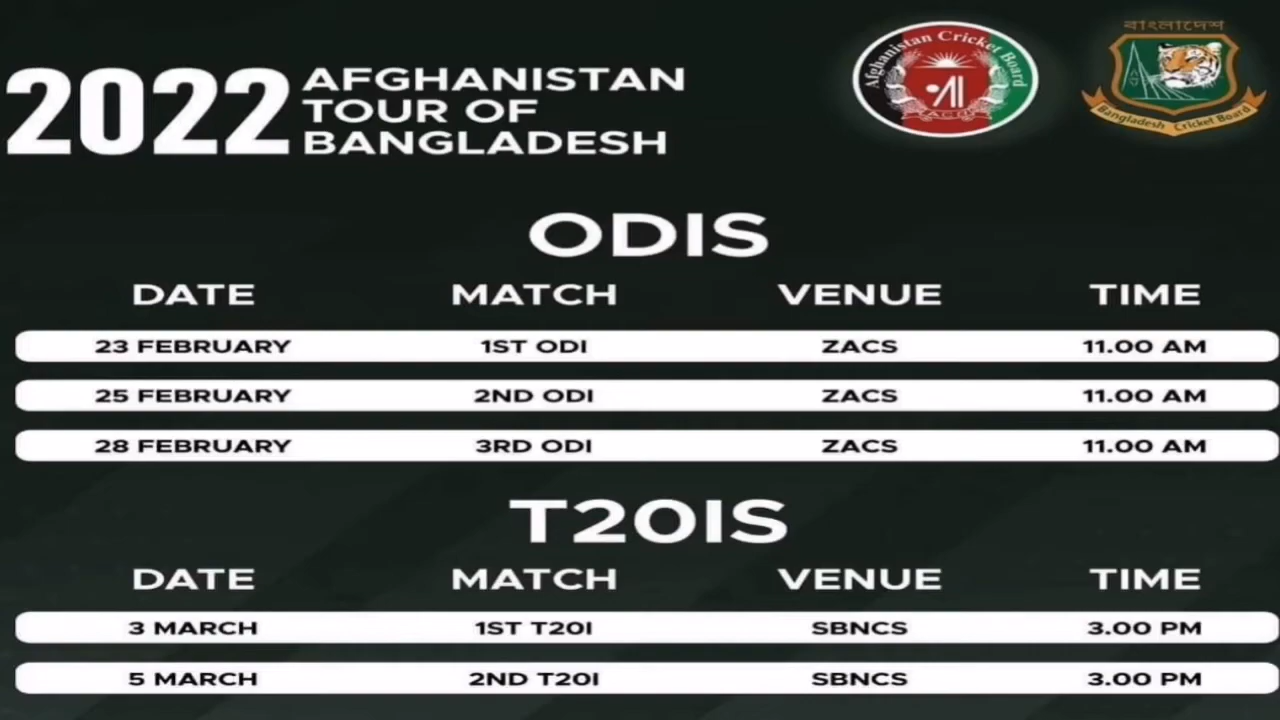 2022
AFGHANISTAN
TOUR OF
BANGLADESH
Afghanistan Cricket Board
বাংলাদেশ
Bangladesh Cricket Board
ODIS
DATE MATCH VENUE TIME
23 FEBRUARY 1ST ODI ZACS 11.00 AM
25 FEBRUARY 2ND ODI ZACS 11.00 AM
28 FEBRUARY 3RD ODI ZACS 11.00 AM
T20IS
DATE MATCH VENUE TIME
3 MARCH 1ST T20I SBNCS 3.00 PM
5 MARCH 2ND T20I SBNCS 3.00 PM